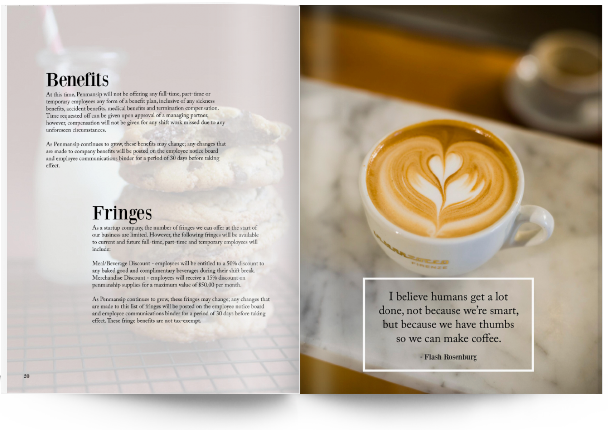 Benefits
At this time, Penmanship will not be offering any full-time, part-time or
temporary employees any form of a benefit plan, inclusive of any sickness
benefits, accident benefits, medical benefits and termination compensation.
Time requested off can be given upon approval of a managing partner,
however, compensation will not be given for any shift work missed due to any
unforeseen circumstances.
As Penmanship continues to grow, these benefits may change; any changes that
are made to company benefits will be posted on the employee notice board
and employee communications binder for a period of 30 days before taking
effect.
Fringes
As a startup company, the number of fringes we can offer at the start of
our business are limited. However, the following fringes will be available
to current and future full-time, part-time and temporary employees will
include:
Meal/Beverage Discount - employees will be entitled to a 50% discount to
any baked good and complimentary beverages during their shift break.
Merchandise Discount - employees will receive a 15% discount on
penmanship supplies for a maximum value of $50.00 per month.
As Penmanship continues to grow, these fringes may change; any changes that
are made to this list of fringes will be posted on the employee notice board
and employee communications binder for a period of 30 days before taking
effect. These fringe benefits are not tax-exempt.
20
I believe humans get a lot
done, not because we're smart,
but because we have thumbs
so we can make coffee.
- Flash Rosenburg